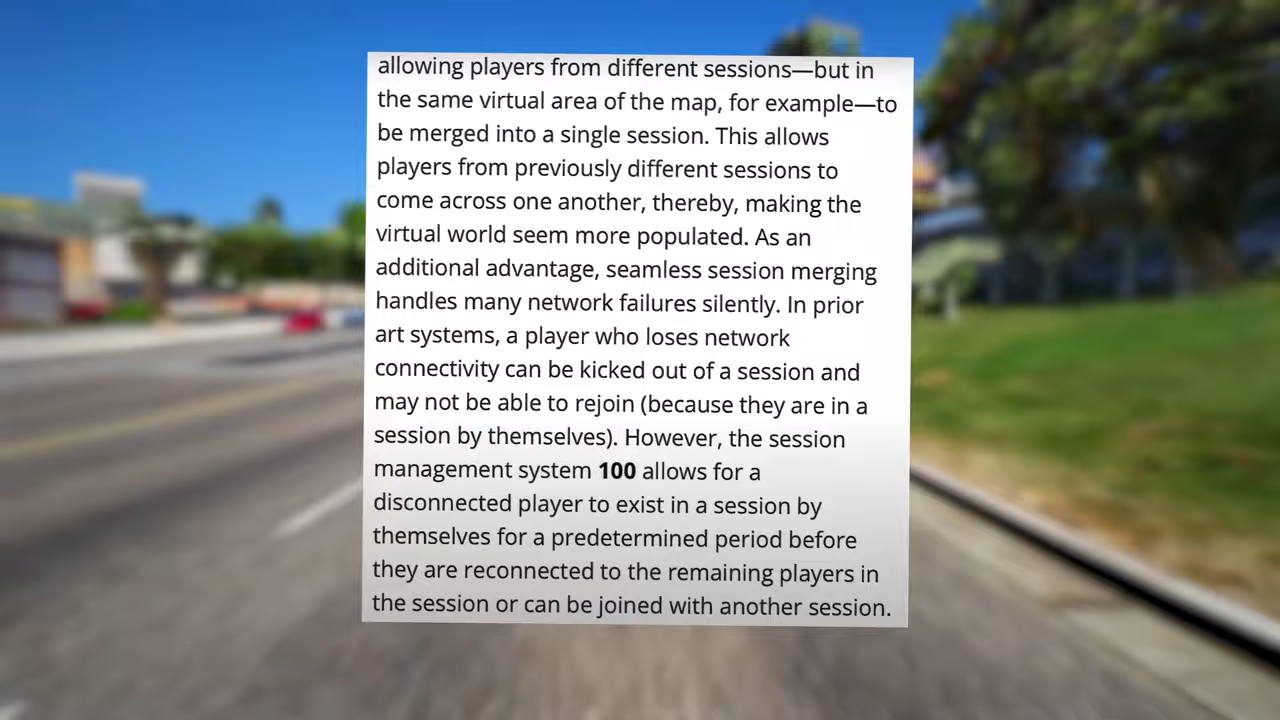 allowing players from different sessions—but in
the same virtual area of the map, for example—to
be merged into a single session. This allows
players from previously different sessions to
come across one another, thereby, making the
virtual world seem more populated. As an
additional advantage, seamless session merging
handles many network failures silently. In prior
art systems, a player who loses network
connectivity can be kicked out of a session and
may not be able to rejoin (because they are in a
session by themselves). However, the session
management system 100 allows for a
disconnected player to exist in a session by
themselves for a predetermined period before
they are reconnected to the remaining players in
the session or can be joined with another session.